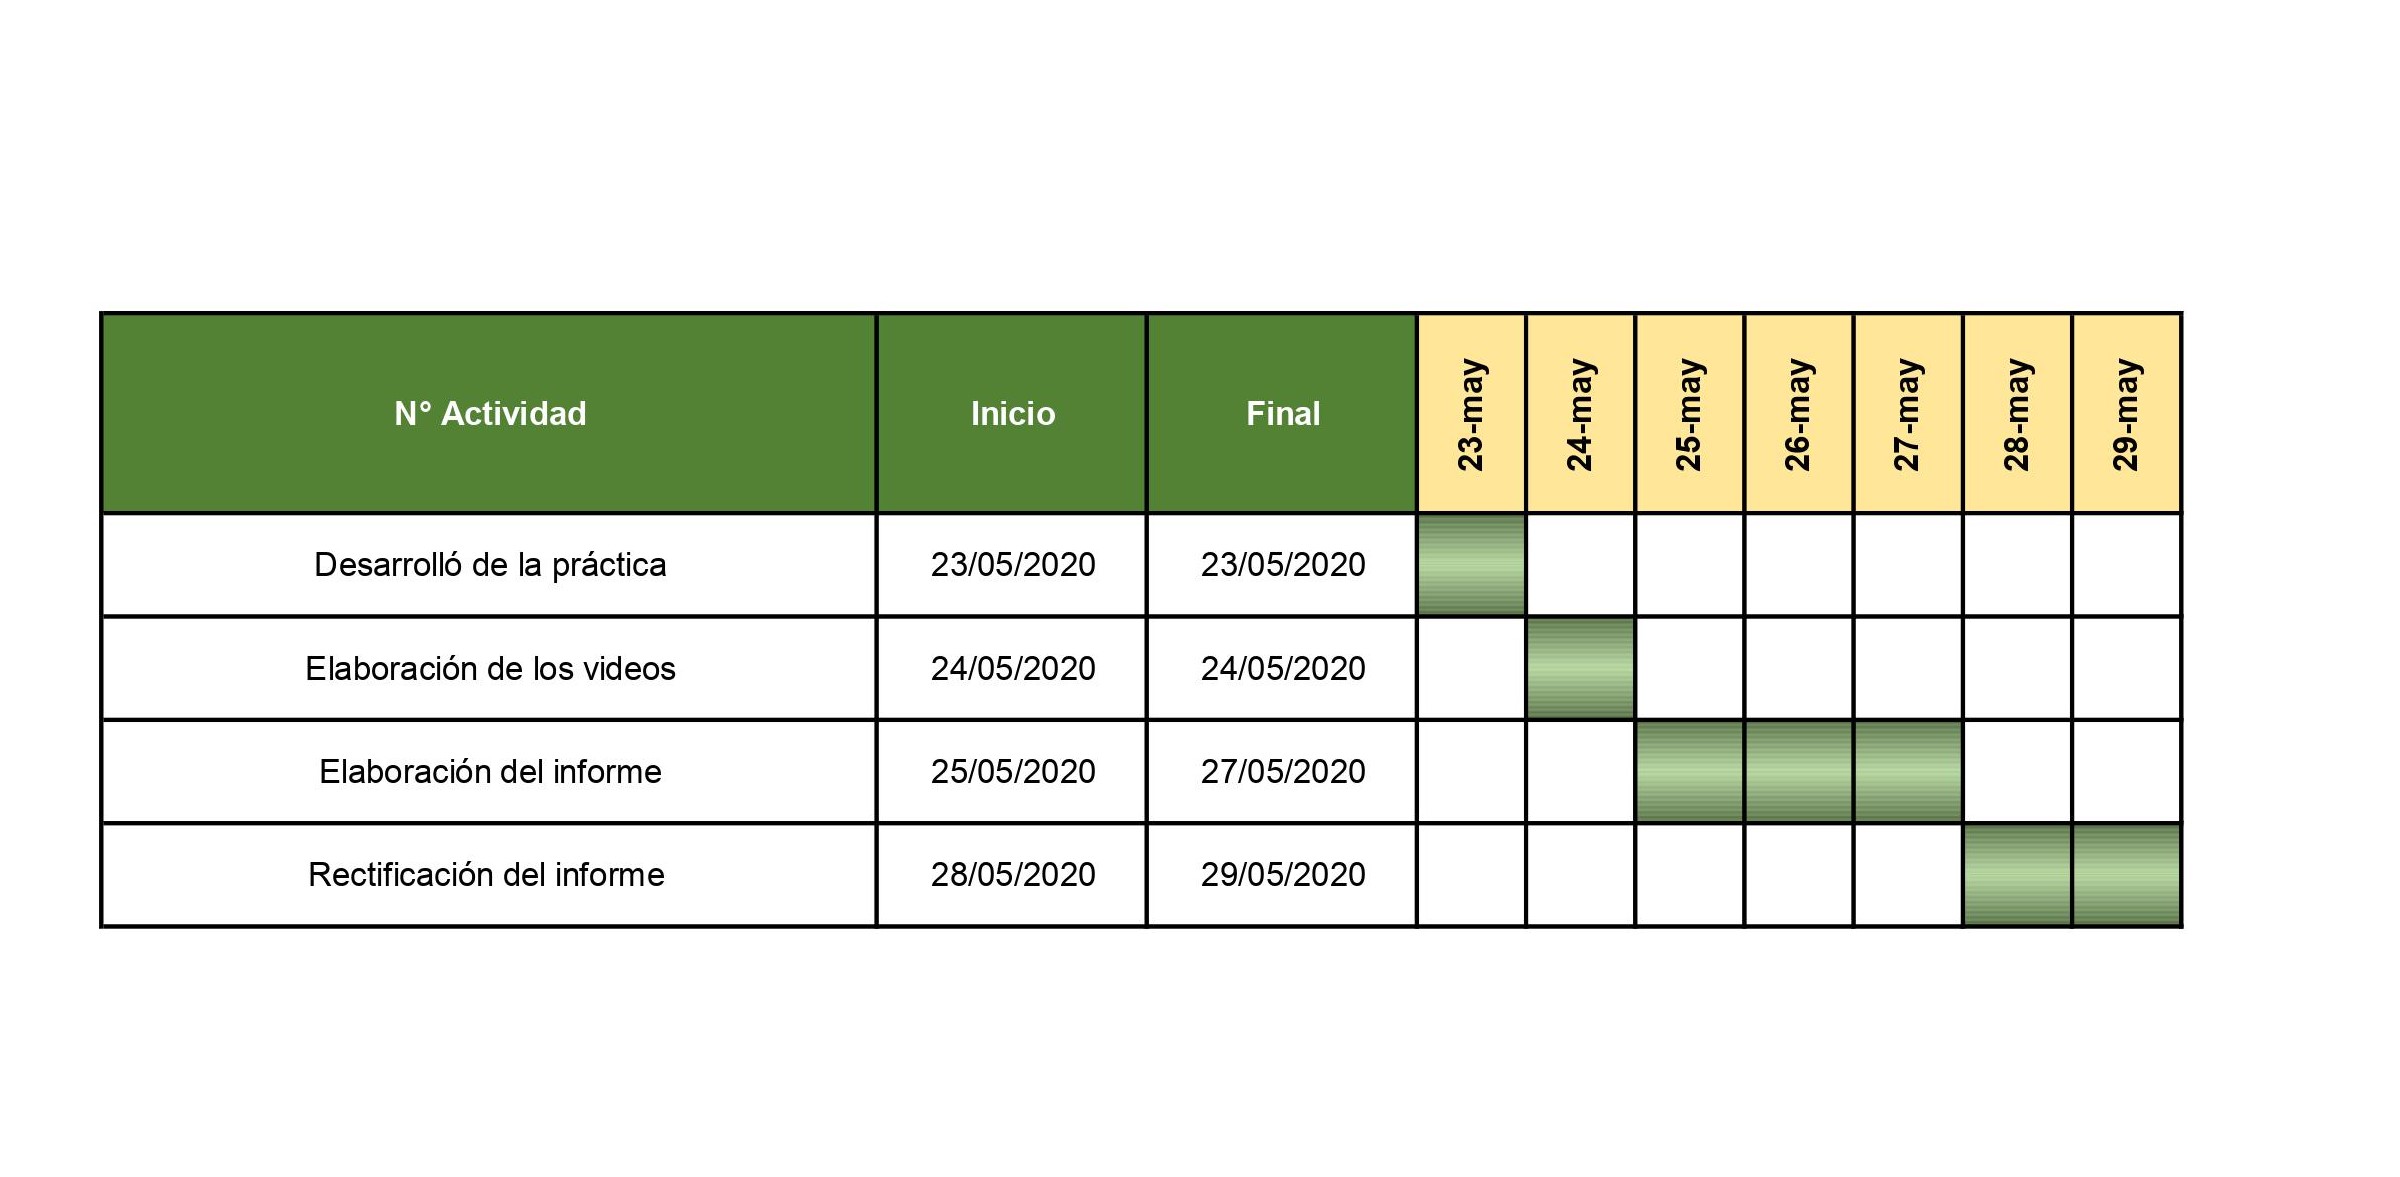 N° Actividad Inicio Final 23-may 24-may 25-may 26-may 27-may 28-may 29-may
Desarrolló de la práctica 23/05/2020 23/05/2020
Elaboración de los videos 24/05/2020 24/05/2020
Elaboración del informe 25/05/2020 27/05/2020
Rectificación del informe 28/05/2020 29/05/2020